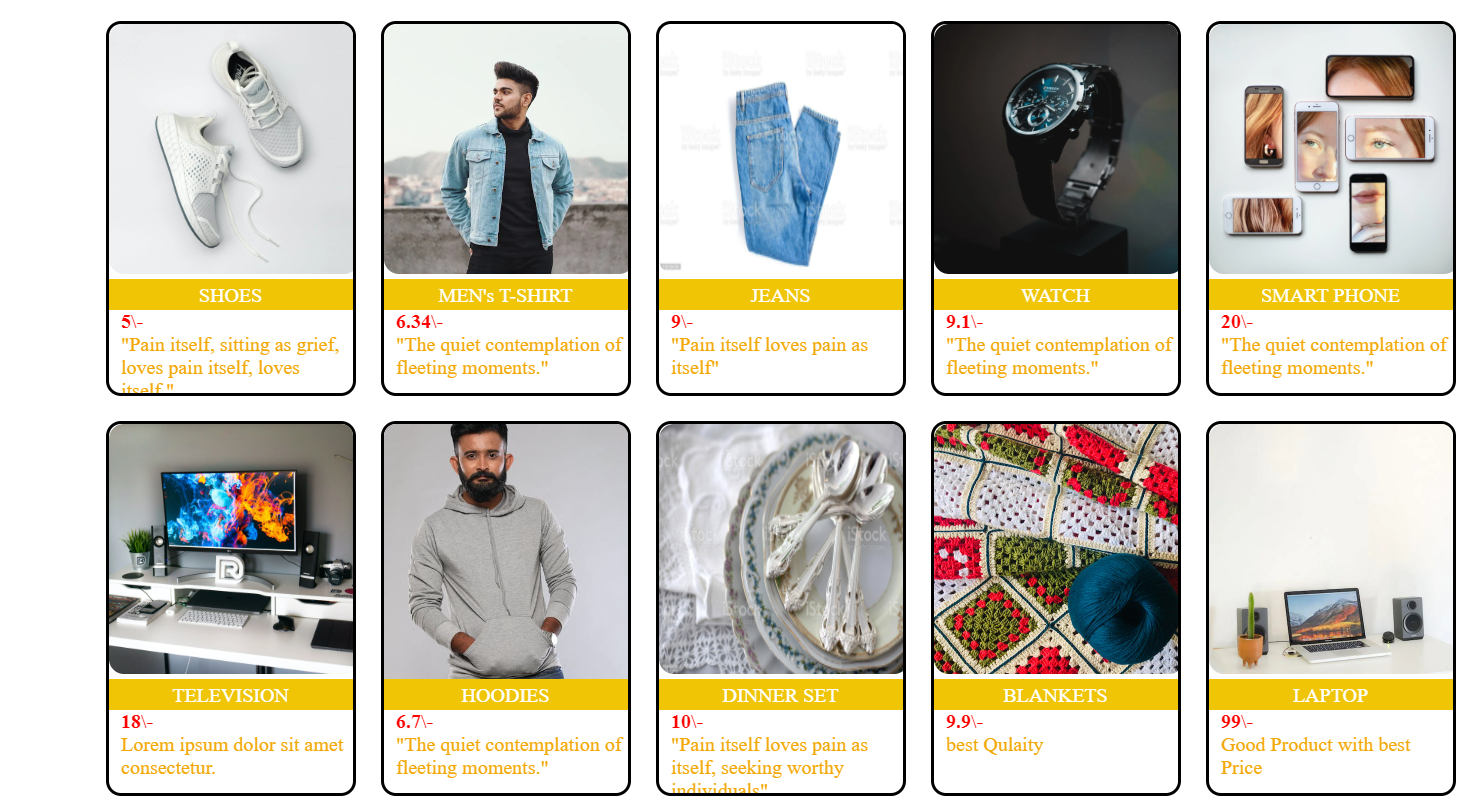 SHOES
5\-
"Pain itself, sitting as grief,
loves pain itself, loves
itself."
MEN's T-SHIRT
6.34\-
"The quiet contemplation of
fleeting moments."
JEANS
9\-
"Pain itself loves pain as
itself"
WATCH
9.1\-
"The quiet contemplation of
fleeting moments."
SMART PHONE
20\-
"The quiet contemplation of
fleeting moments."
TELEVISION
18\-
Lorem ipsum dolor sit amet
consectetur.
HOODIES
6.7\-
"The quiet contemplation of
fleeting moments."
iStock
DINNER SET
10\-
"Pain itself loves pain as
itself, seeking worthy
individuals"
BLANKETS
9.9\-
best Qulaity
LAPTOP
99\-
Good Product with best
Price